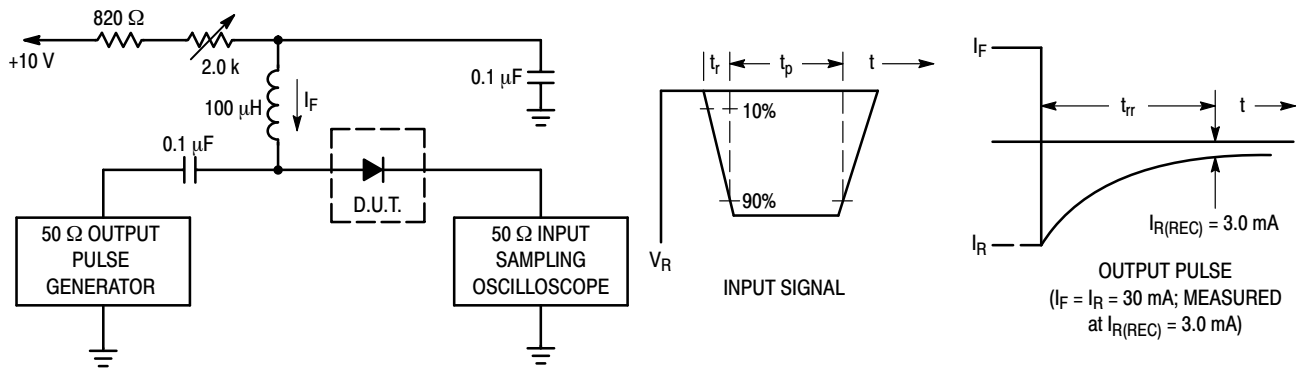 820 Ω
+10 V
2.0 k
100 μH
I_F
0.1 μF
0.1 μF
D.U.T.
50 Ω OUTPUT
PULSE
GENERATOR
50 Ω INPUT
SAMPLING
OSCILLOSCOPE
t_r
t_p
t
10%
90%
V_R
INPUT SIGNAL
I_F
t_rr
t
I_R
I_R(REC) = 3.0 mA
OUTPUT PULSE
(I_F = I_R = 30 mA; MEASURED
at I_R(REC) = 3.0 mA)